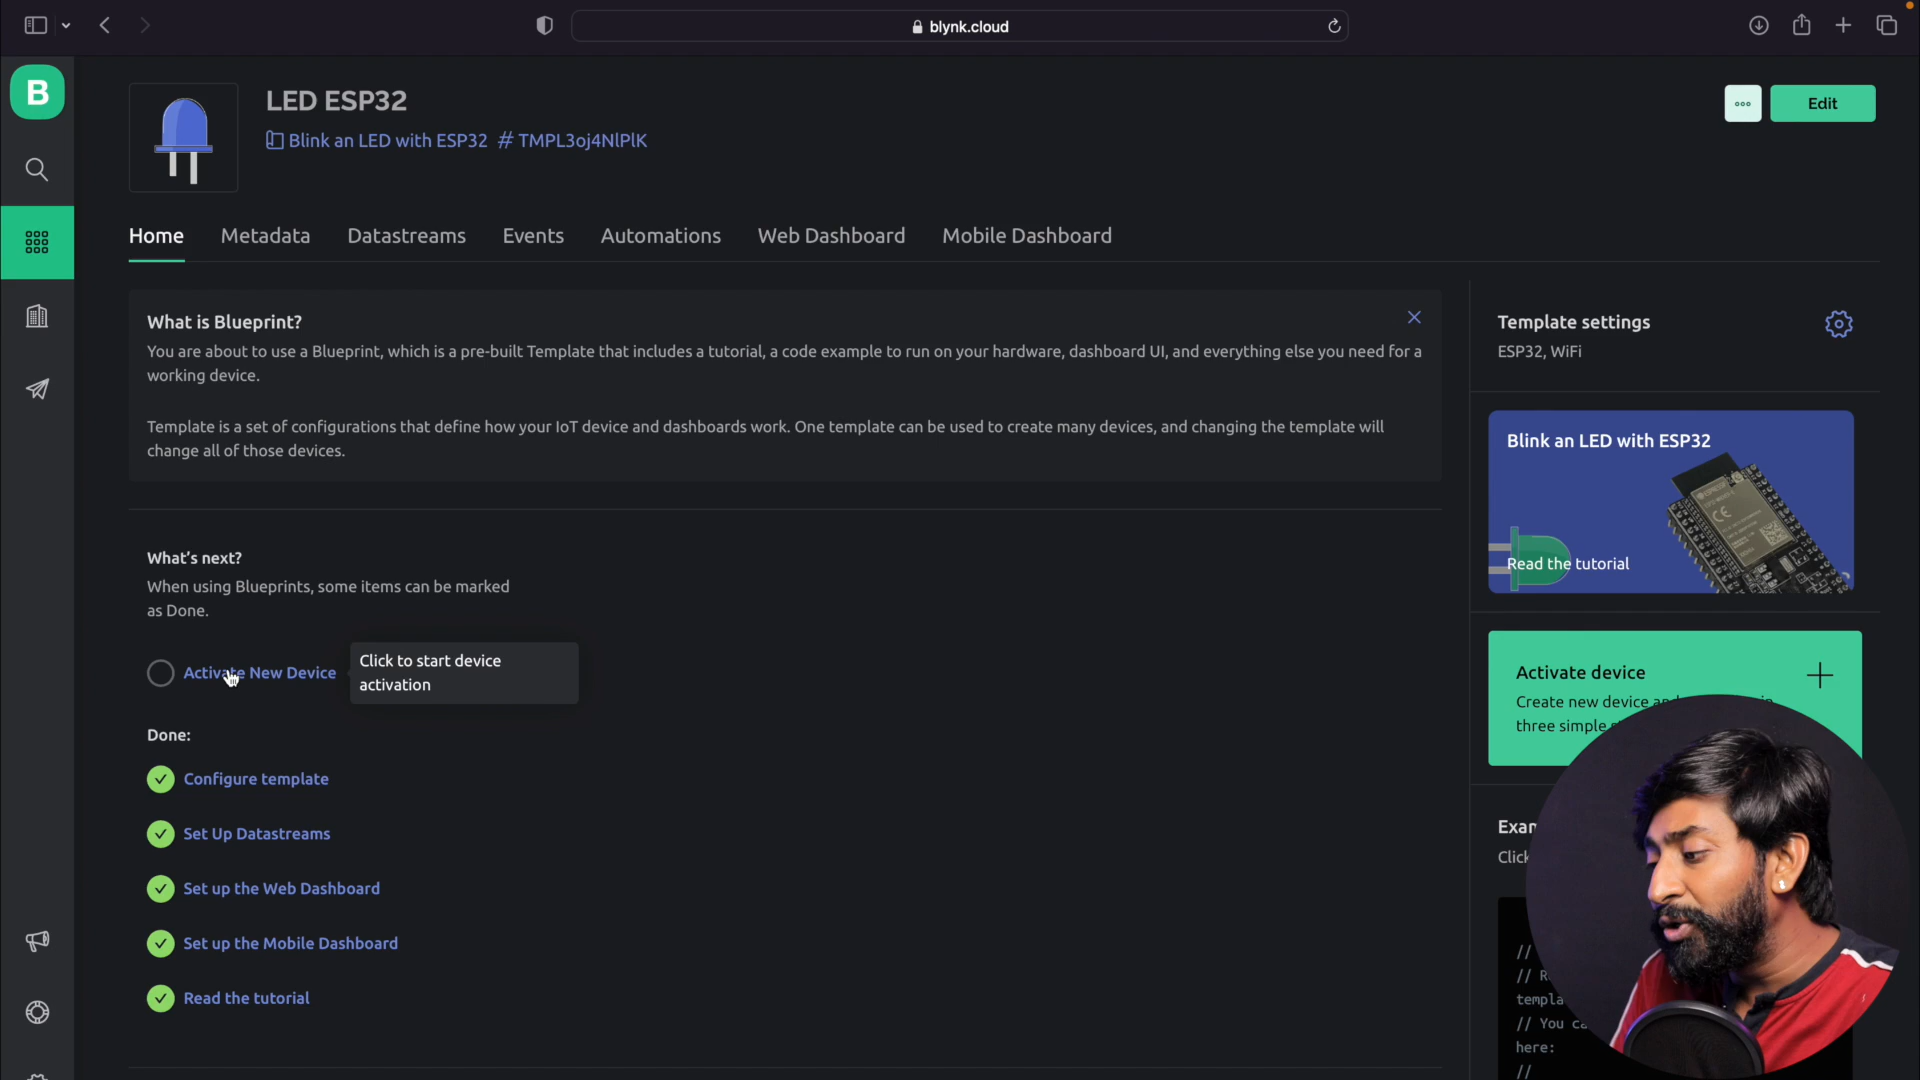 blynk.cloud
B
LED ESP32
Blink an LED with ESP32 # TMPL3oj4NlPlK
Edit
Home Metadata Datastreams Events Automations Web Dashboard Mobile Dashboard
What is Blueprint?
You are about to use a Blueprint, which is a pre-built Template that includes a tutorial, a code example to run on your hardware, dashboard UI, and everything else you need for a
working device.
Template is a set of configurations that define how your IoT device and dashboards work. One template can be used to create many devices, and changing the template will
change all of those devices.
What's next?
When using Blueprints, some items can be marked
as Done.
Activate New Device
Click to start device
activation
Done:
Configure template
Set Up Datastreams
Set up the Web Dashboard
Set up the Mobile Dashboard
Read the tutorial
Template settings
ESP32, WiFi
Blink an LED with ESP32
Read the tutorial
Activate device
Create new device
three simple
Click
//
//
// You
here:
//